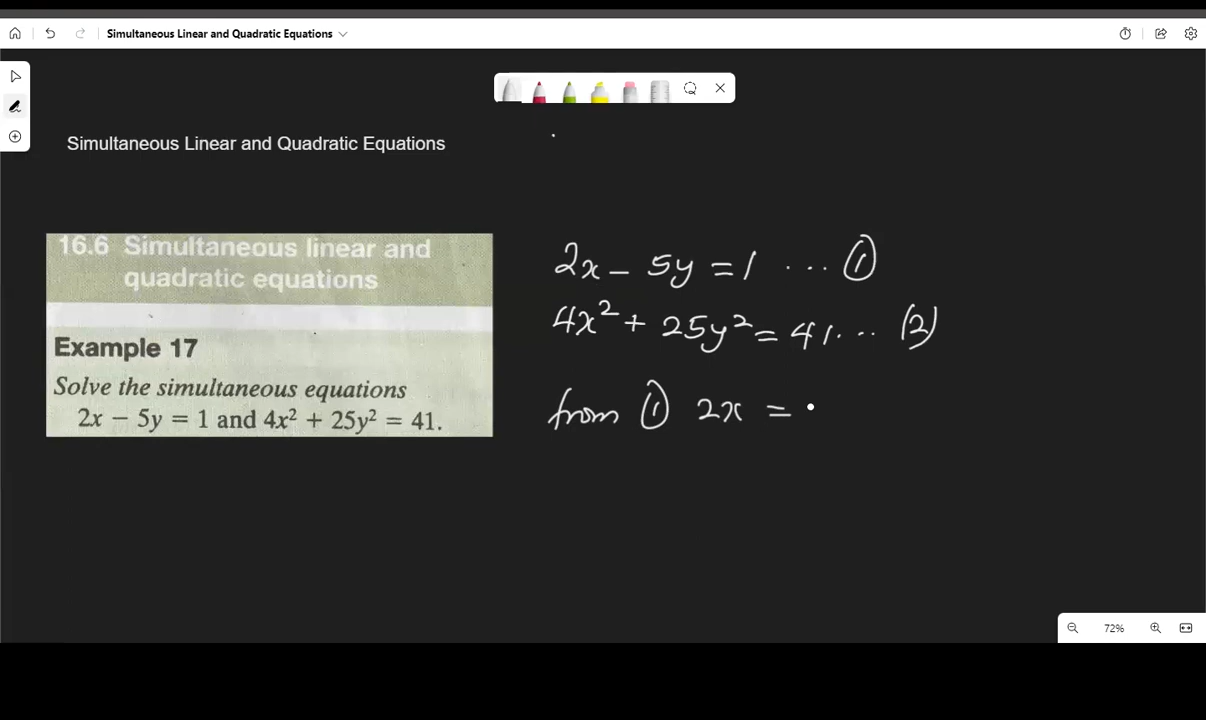 Simultaneous Linear and Quadratic Equations
Simultaneous Linear and Quadratic Equations
16.6 Simultaneous linear and
quadratic equations
Example 17
Solve the simultaneous equations
2x − 5y = 1 and 4x² + 25y² = 41.
2x − 5y = 1 ... ①
4x² + 25y² = 41 ... (2)
from ① 2x =
72%